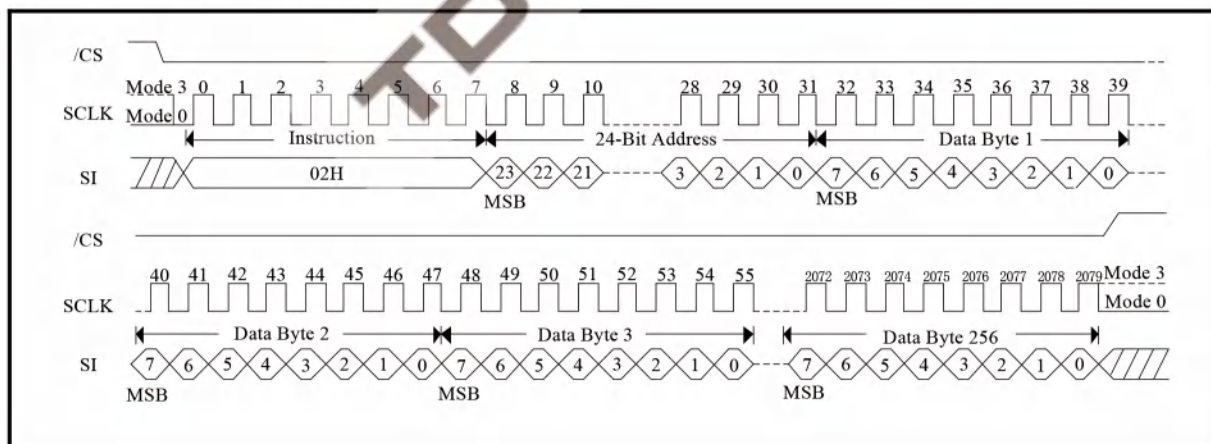 TD
/CS
Mode 3 0 1 2 3 4 5 6 7 8 9 10 28 29 30 31 32 33 34 35 36 37 38 39
SCLK Mode 0
Instruction 24-Bit Address Data Byte 1
SI 02H 23 22 21 3 2 1 0 7 6 5 4 3 2 1 0
MSB MSB
/CS
40 41 42 43 44 45 46 47 48 49 50 51 52 53 54 55 2072 2073 2074 2075 2076 2077 2078 2079 Mode 3
SCLK Mode 0
Data Byte 2 Data Byte 3 Data Byte 256
SI 7 6 5 4 3 2 1 0 7 6 5 4 3 2 1 0 7 6 5 4 3 2 1 0
MSB MSB MSB